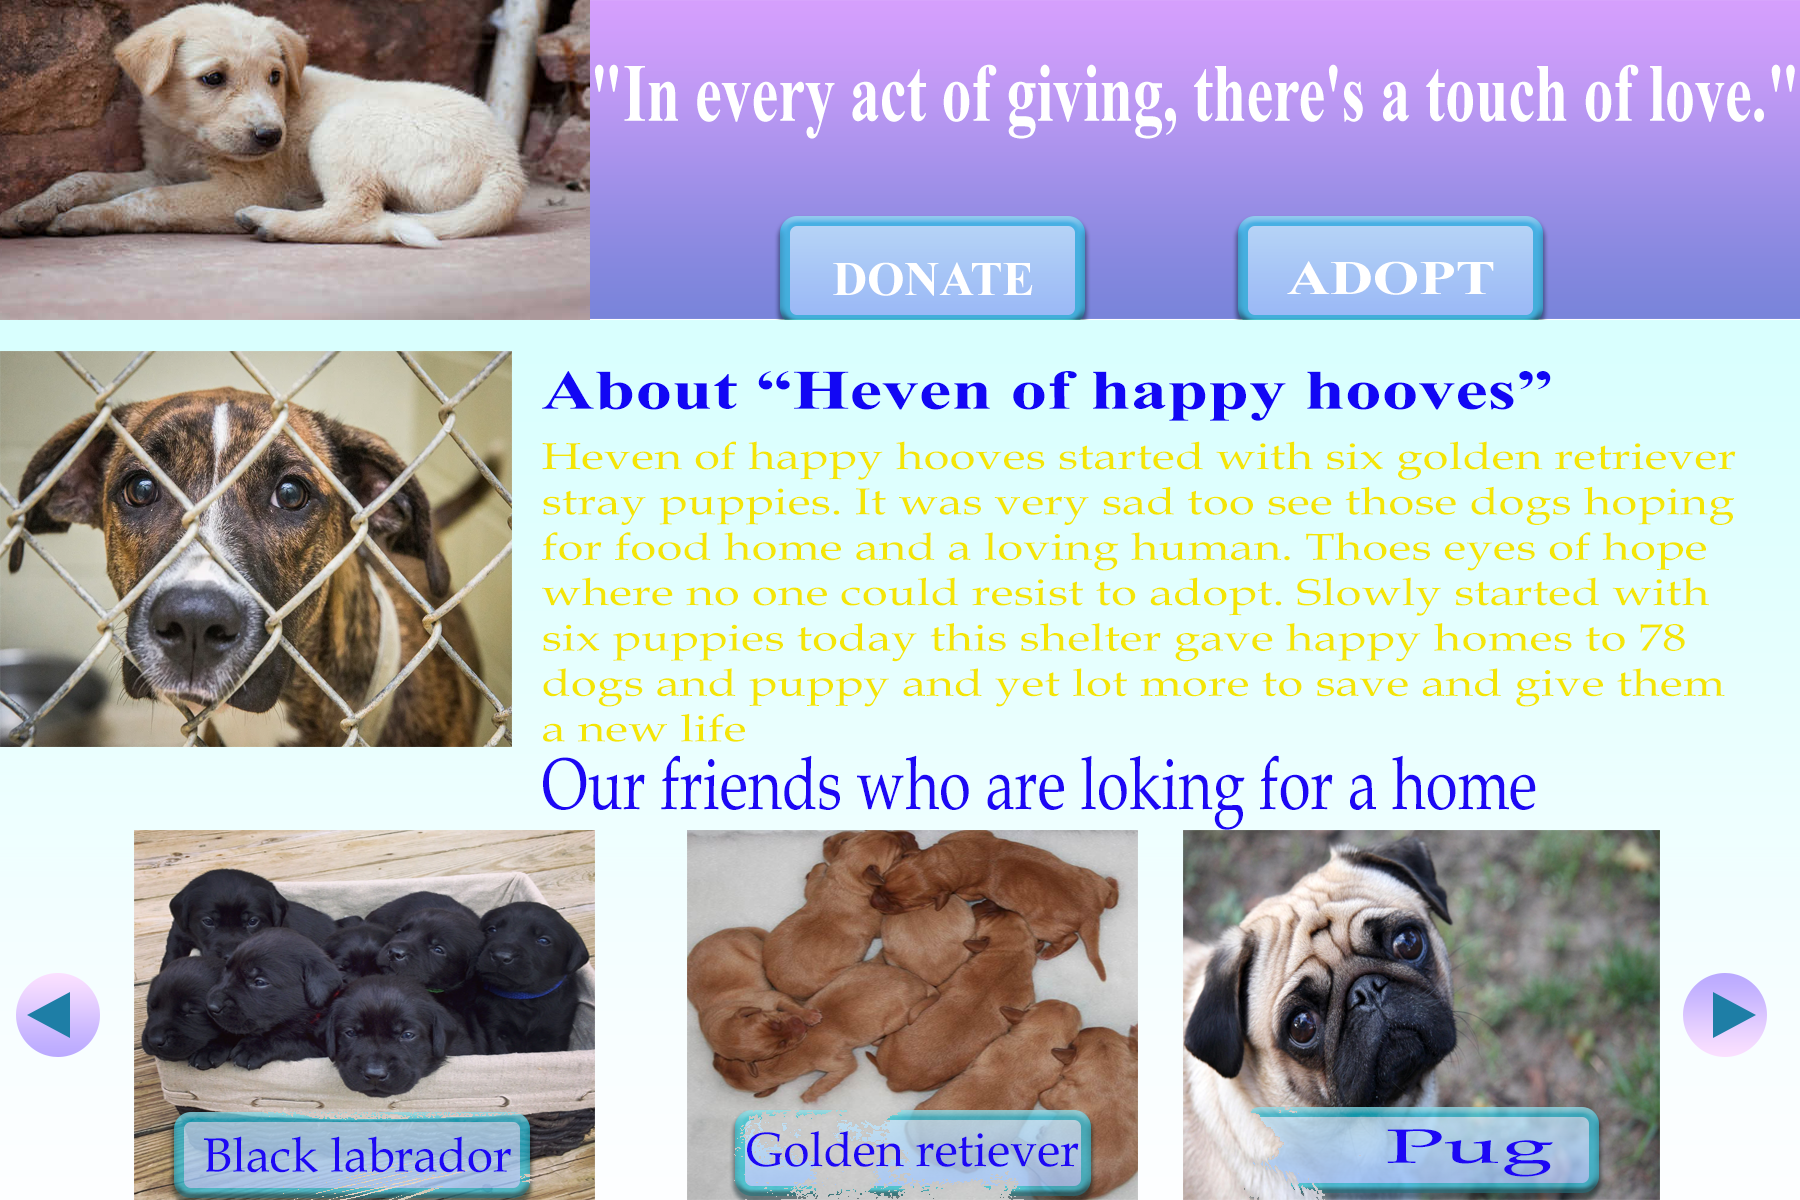 "In every act of giving, there's a touch of love."
DONATE
ADOPT
About “Heven of happy hooves”
Heven of happy hooves started with six golden retriever
stray puppies. It was very sad too see those dogs hoping
for food home and a loving human. Thoes eyes of hope
where no one could resist to adopt. Slowly started with
six puppies today this shelter gave happy homes to 78
dogs and puppy and yet lot more to save and give them
a new life
Our friends who are loking for a home
Black labrador
Golden retiever
Pug